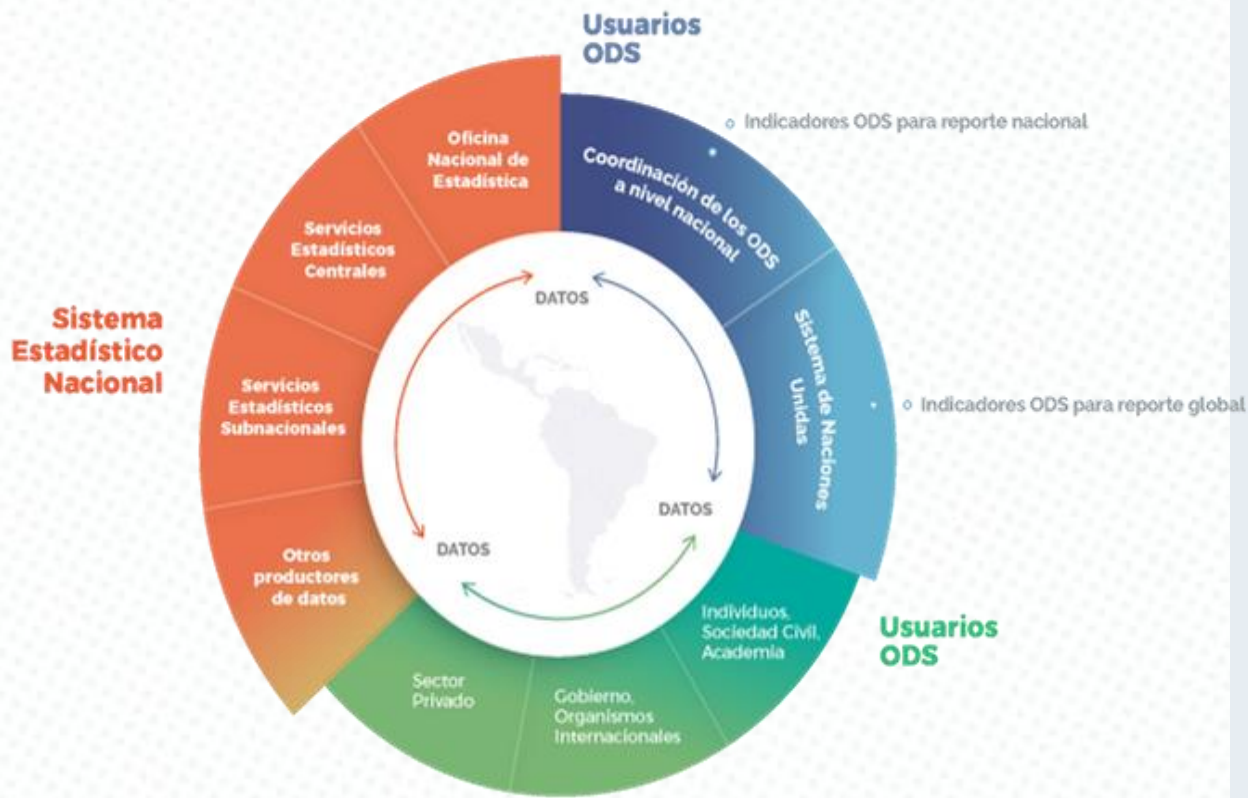 Usuarios
ODS
Indicadores ODS para reporte nacional
Oficina
Nacional de
Estadística
Coordinación de los ODS
a nivel nacional
Servicios
Estadísticos
Centrales
DATOS
Sistema
Estadístico
Nacional
Sistema de Naciones
Unidas
Servicios
Estadísticos
Subnacionales
Indicadores ODS para reporte global
DATOS
DATOS
Otros
productores
de datos
Individuos,
Sociedad Civil,
Academia
Usuarios
ODS
Sector
Privado
Gobierno,
Organismos
Internacionales